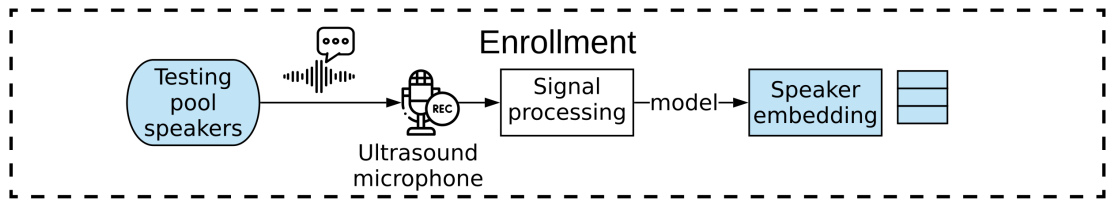 Enrollment
Testing
pool
speakers
REC
Ultrasound
microphone
Signal
processing
model
Speaker
embedding